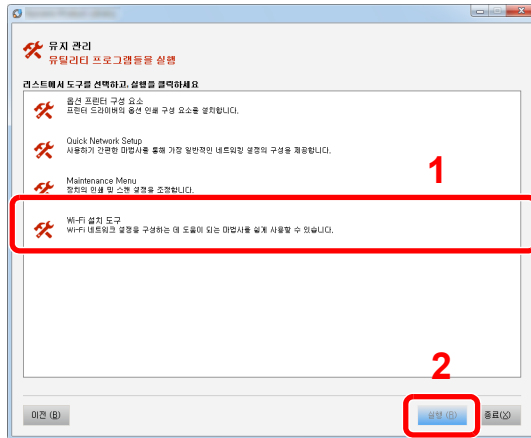 유지 관리
유틸리티 프로그램들을 실행
리스트에서 도구를 선택하고, 실행을 클릭하세요
옵션 프린터 구성 요소
프린터 드라이버의 옵션 인쇄 구성 요소를 설치합니다.
Quick Network Setup
사용하기 간편한 마법사를 통해 가장 일반적인 네트워킹 설정의 구성을 제공합니다.
1
Maintenance Menu
장치의 인쇄 및 스캔 설정을 조정합니다.
Wi-Fi 설치 도구
Wi-Fi 네트워크 설정을 구성하는 데 도움이 되는 마법사를 쉽게 사용할 수 있습니다.
2
이전 (B)
실행 (R)
종료(X)